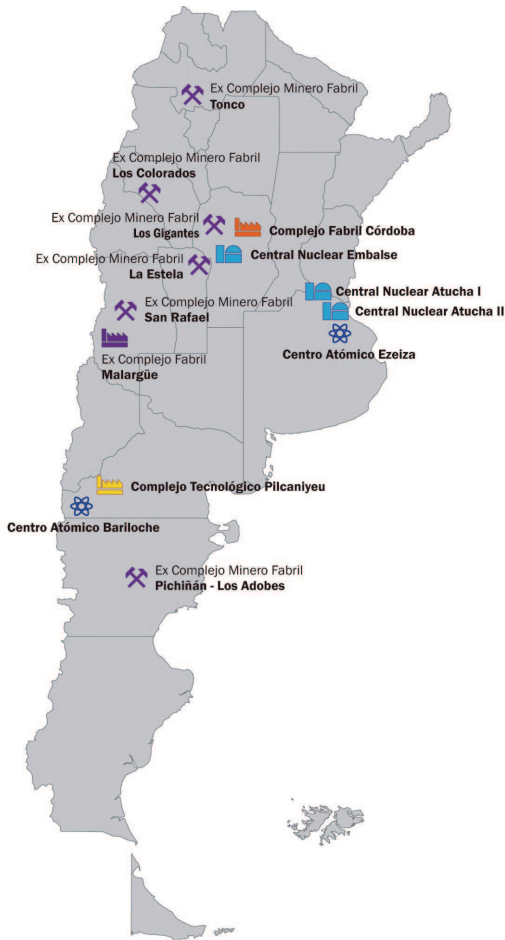 Ex Complejo Minero Fabril
Tonco
Ex Complejo Minero Fabril
Los Colorados
Ex Complejo Minero Fabril
Los Gigantes
Complejo Fabril Córdoba
Central Nuclear Embalse
Ex Complejo Minero Fabril
La Estela
Central Nuclear Atucha I
Central Nuclear Atucha II
Ex Complejo Minero Fabril
San Rafael
Centro Atómico Ezeiza
Ex Complejo Fabril
Malargüe
Complejo Tecnológico Pilcaniyeu
Centro Atómico Bariloche
Ex Complejo Minero Fabril
Pichiñán - Los Adobes